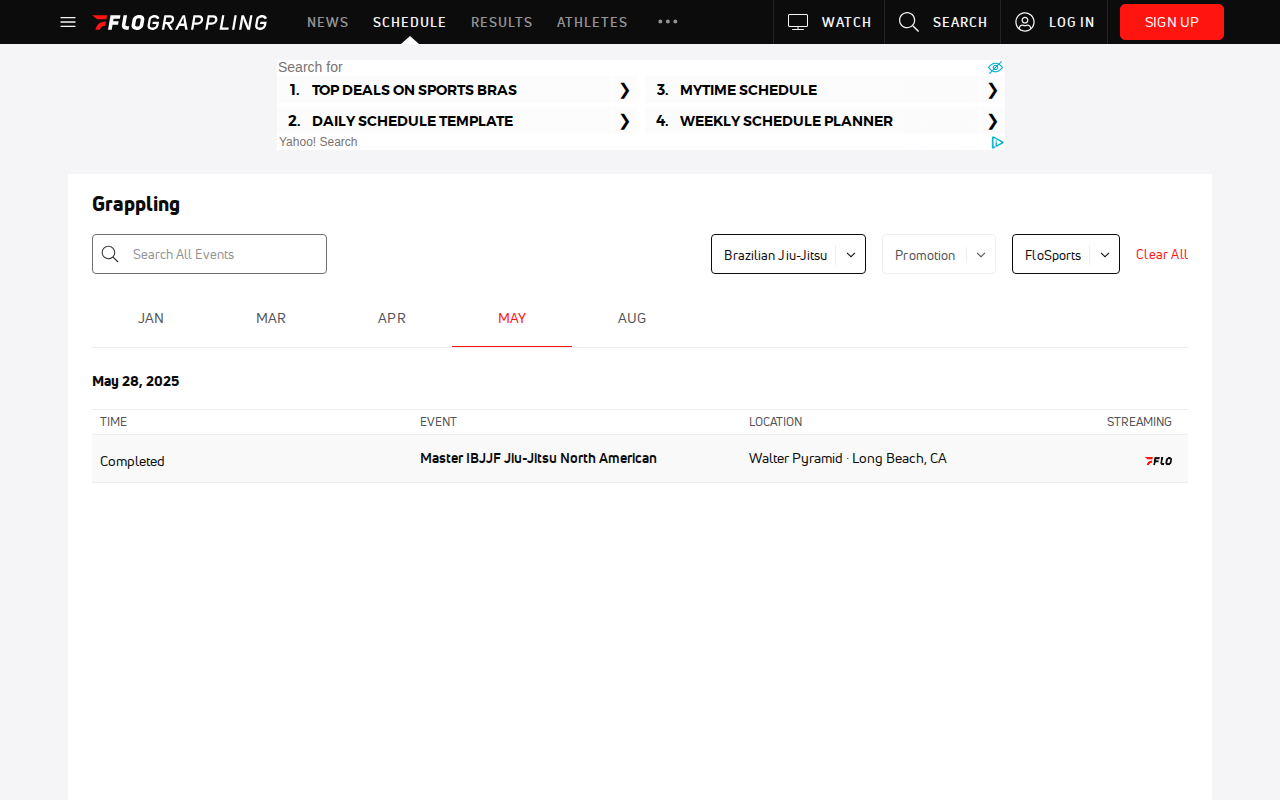 FLOGRAPPLING NEWS SCHEDULE RESULTS ATHLETES WATCH SEARCH LOG IN SIGN UP
Search for
1. TOP DEALS ON SPORTS BRAS ❯ 3. MYTIME SCHEDULE ❯
2. DAILY SCHEDULE TEMPLATE ❯ 4. WEEKLY SCHEDULE PLANNER ❯
Yahoo! Search
Grappling
Search All Events Brazilian Jiu-Jitsu Promotion FloSports Clear All
JAN MAR APR MAY AUG
May 28, 2025
TIME EVENT LOCATION STREAMING
Completed Master IBJJF Jiu-Jitsu North American Walter Pyramid · Long Beach, CA FLO